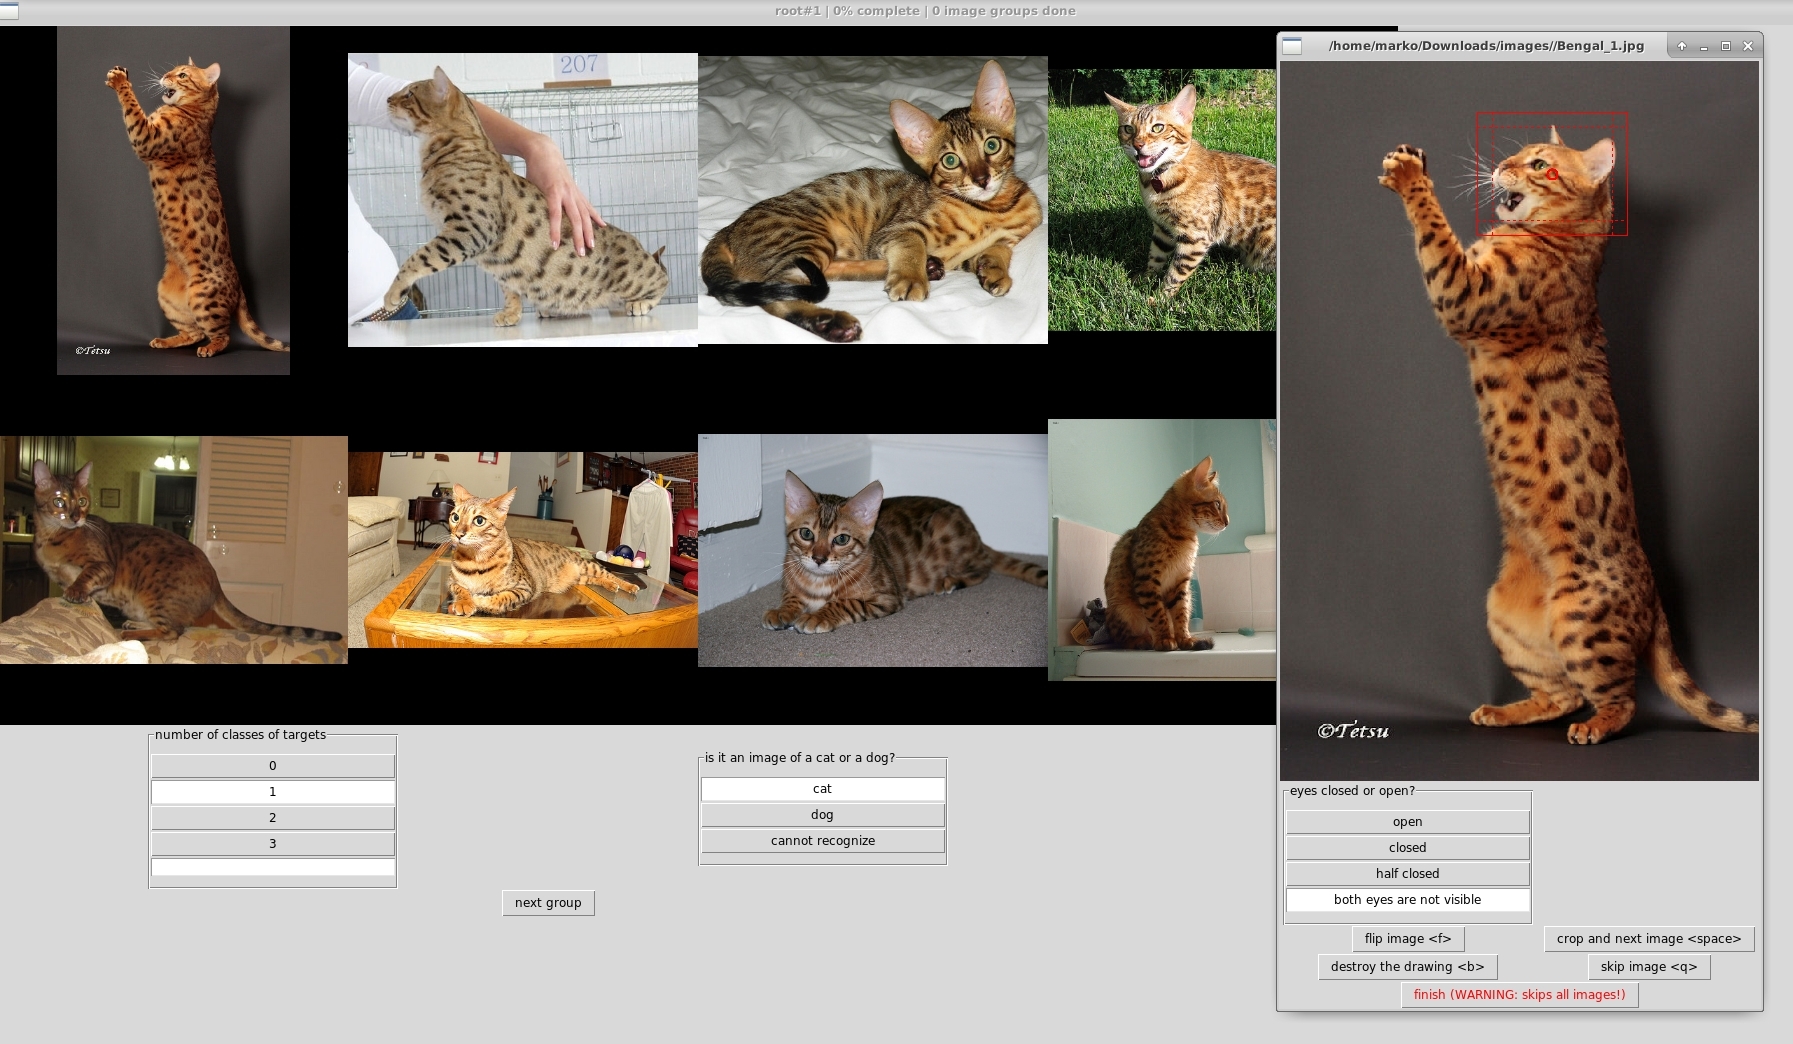 root#1 | 0% complete | 0 image groups done
/home/marko/Downloads/images//Bengal_1.jpg
207
©Tetsu
©Tetsu
number of classes of targets
0
1
2
3
is it an image of a cat or a dog?
cat
dog
cannot recognize
next group
eyes closed or open?
open
closed
half closed
both eyes are not visible
flip image <f>
crop and next image <space>
destroy the drawing <b>
skip image <q>
finish (WARNING: skips all images!)